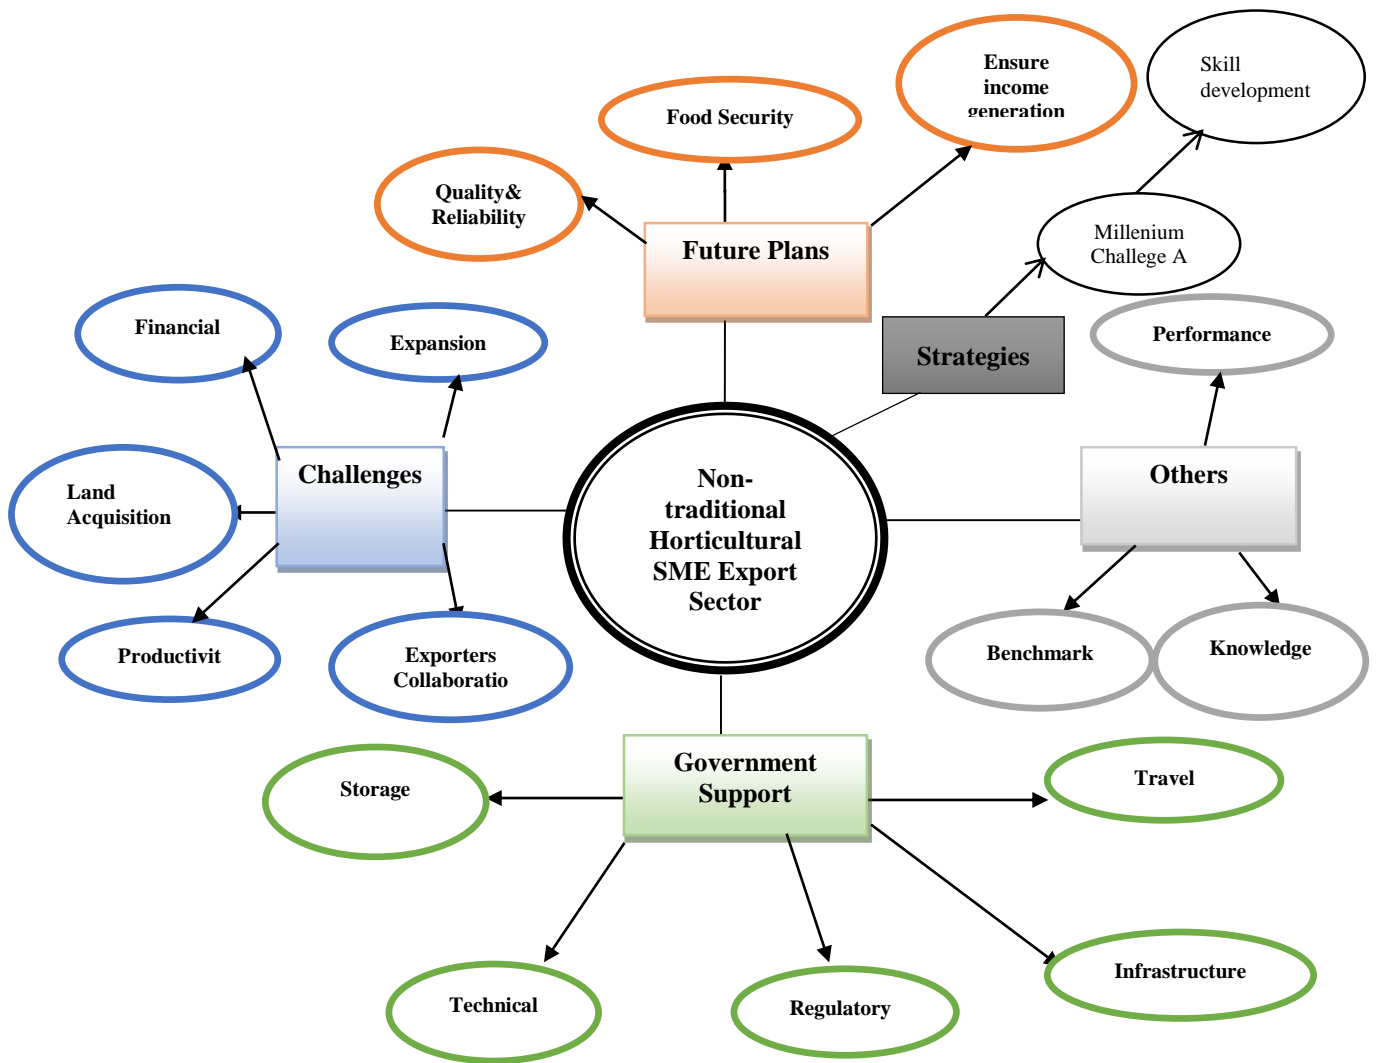 Ensure
income
generation
Skill
development
Food Security
Quality&
Reliability
Future Plans
Millenium
Challege A
Financial
Expansion
Strategies
Performance
Challenges
Land
Acquisition
Non-
traditional
Horticultural
SME Export
Sector
Others
Productivit
Exporters
Collaboratio
Benchmark
Knowledge
Government
Support
Storage
Travel
Technical
Regulatory
Infrastructure